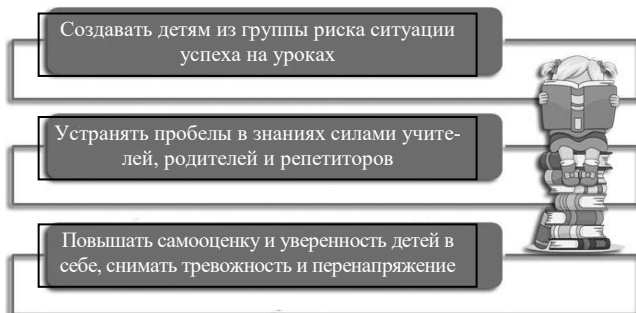 Создавать детям из группы риска ситуации
успеха на уроках
Устранять пробелы в знаниях силами учите-
лей, родителей и репетиторов
Повышать самооценку и уверенность детей в
себе, снимать тревожность и перенапряжение